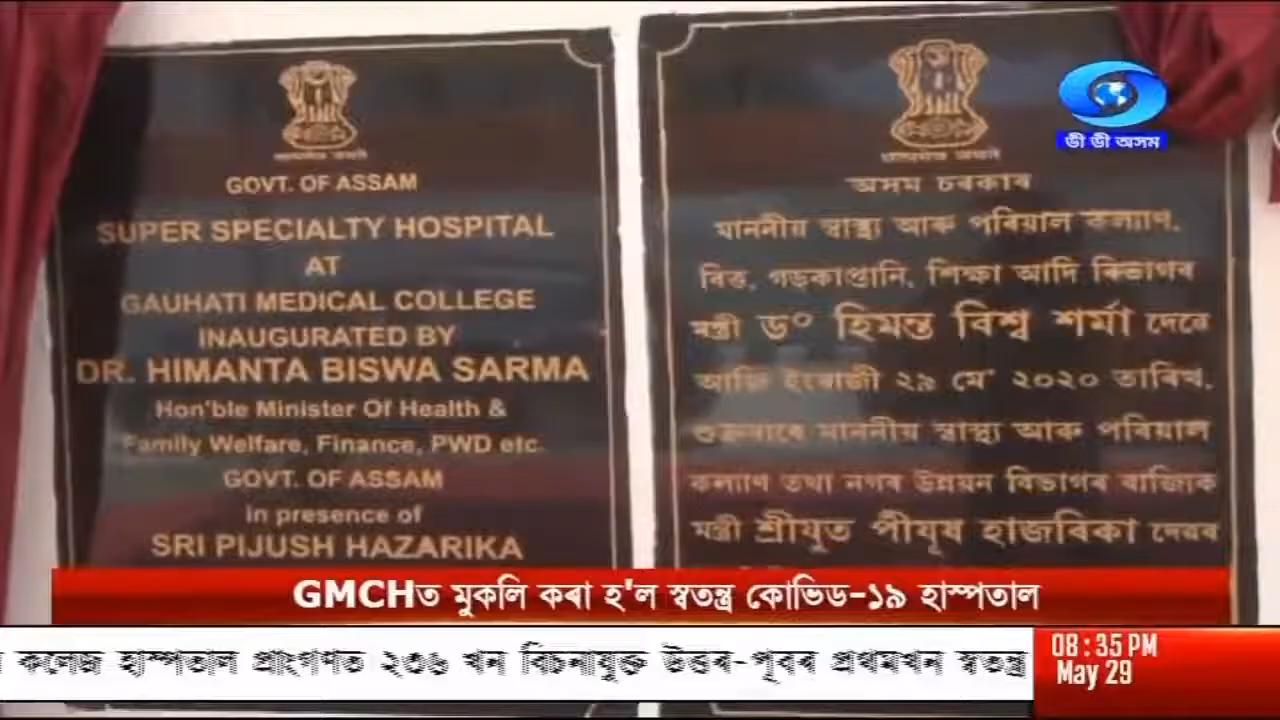 GOVT. OF ASSAM
SUPER SPECIALTY HOSPITAL
AT
GAUHATI MEDICAL COLLEGE
INAUGURATED BY
DR. HIMANTA BISWA SARMA
Hon'ble Minister Of Health &
Family Welfare, Finance, PWD etc.
GOVT. OF ASSAM
in presence of
SRI PIJUSH HAZARIKA
অসম চৰকাৰ
মাননীয় স্বাস্থ্য আৰু পৰিয়াল কল্যাণ,
বিত্ত, গড়কাপ্তানি, শিক্ষা আদি বিভাগৰ
মন্ত্ৰী ড° হিমন্ত বিশ্ব শৰ্মা দেৱে
আজি ইংৰাজী ২৯ মে' ২০২০ তাৰিখ,
শুক্ৰবাৰে মাননীয় স্বাস্থ্য আৰু পৰিয়াল
কল্যাণ তথা নগৰ উন্নয়ন বিভাগৰ ৰাজ্যিক
মন্ত্ৰী শ্ৰীযুত পীযূষ হাজৰিকা দেৱৰ
ডী ডী অসম
GMCHত মুকলি কৰা হ'ল স্বতন্ত্ৰ কোভিড-১৯ হাস্পতাল
কলেজ হাস্পতাল প্ৰাংগণত ২৩৬ খন বিচনাযুক্ত উত্তৰ-পূবৰ প্ৰথমখন স্বতন্ত্ৰ
08:35 PM
May 29